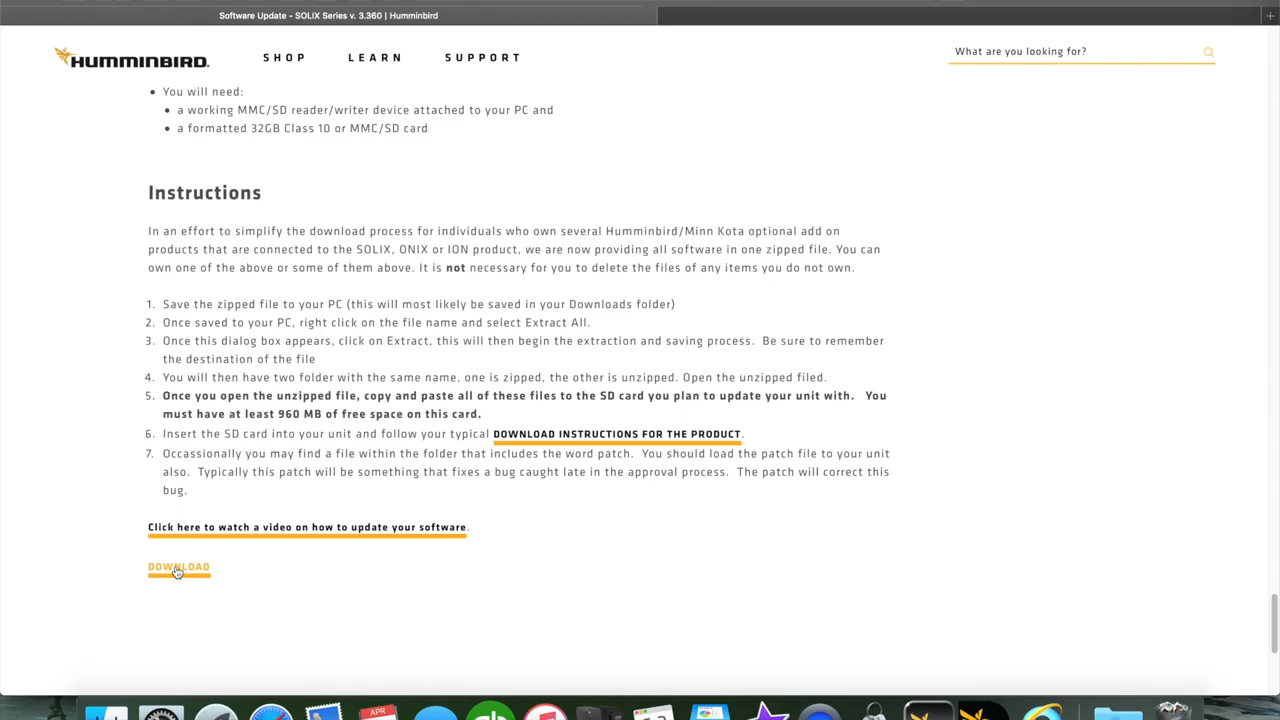 Software Update - SOLIX Series v. 3.360 | Humminbird
HUMMINBIRD.
SHOP
LEARN
SUPPORT
What are you looking for?
You will need:
a working MMC/SD reader/writer device attached to your PC and
a formatted 32GB Class 10 or MMC/SD card
Instructions
In an effort to simplify the download process for individuals who own several Humminbird/Minn Kota optional add on
products that are connected to the SOLIX, ONIX or ION product, we are now providing all software in one zipped file. You can
own one of the above or some of them above. It is not necessary for you to delete the files of any items you do not own.
1. Save the zipped file to your PC (this will most likely be saved in your Downloads folder)
2. Once saved to your PC, right click on the file name and select Extract All.
3. Once this dialog box appears, click on Extract, this will then begin the extraction and saving process. Be sure to remember
the destination of the file
4. You will then have two folder with the same name, one is zipped, the other is unzipped. Open the unzipped filed.
5. Once you open the unzipped file, copy and paste all of these files to the SD card you plan to update your unit with. You
must have at least 960 MB of free space on this card.
6. Insert the SD card into your unit and follow your typical DOWNLOAD INSTRUCTIONS FOR THE PRODUCT.
7. Occassionally you may find a file within the folder that includes the word patch. You should load the patch file to your unit
also. Typically this patch will be something that fixes a bug caught late in the approval process. The patch will correct this
bug.
Click here to watch a video on how to update your software.
DOWNLOAD
APR